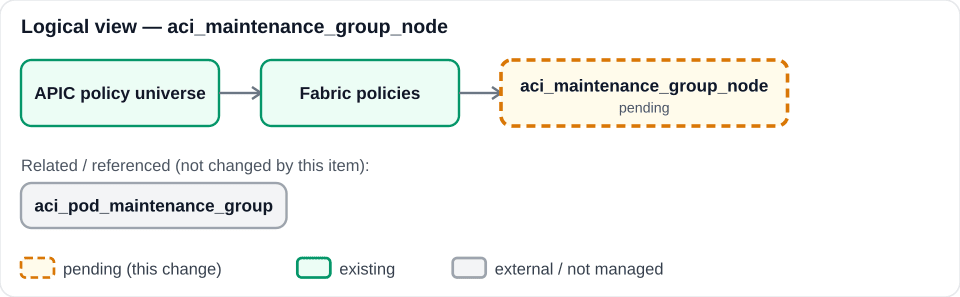 Logical view — aci_maintenance_group_node
APIC policy universe
Fabric policies
aci_maintenance_group_node
pending
Related / referenced (not changed by this item):
aci_pod_maintenance_group
pending (this change)
existing
external / not managed